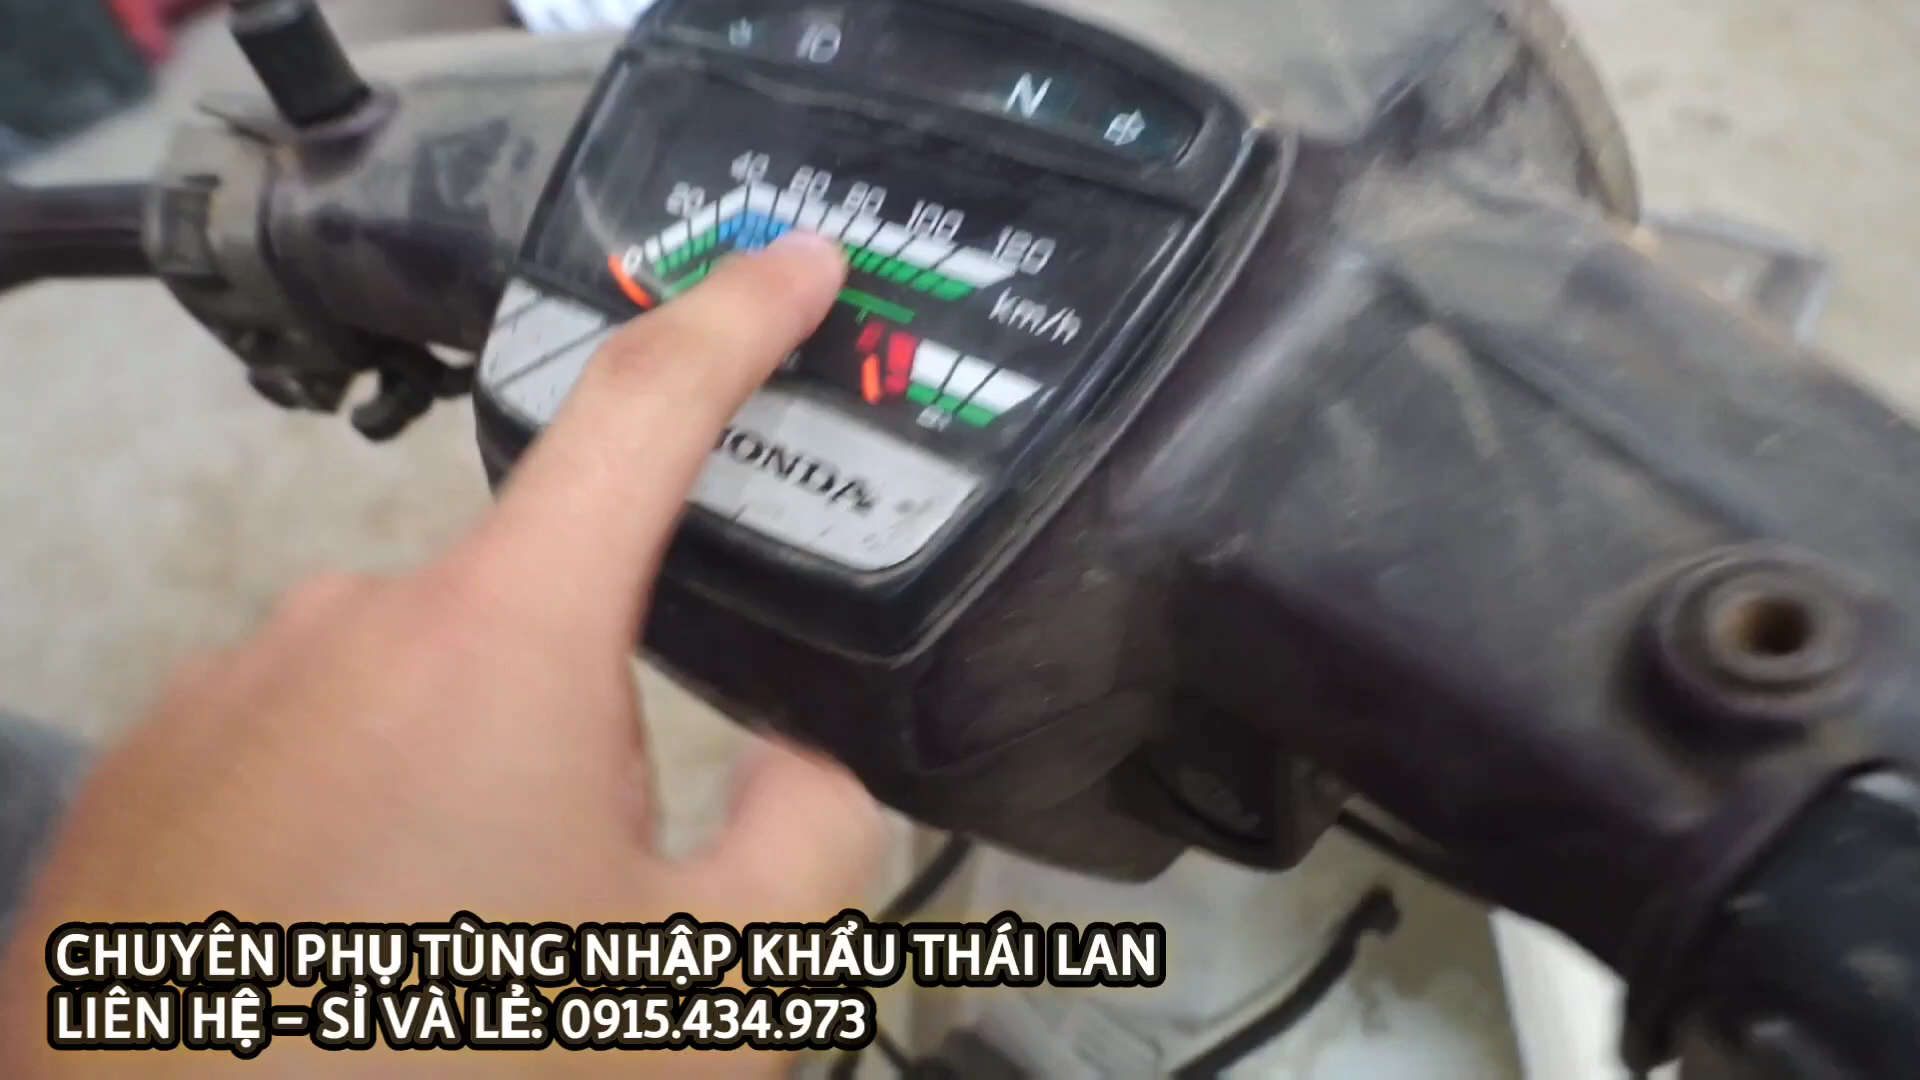 N
20 40 60 80 100 120
0
km/h
HONDA
CHUYÊN PHỤ TÙNG NHẬP KHẨU THÁI LAN
LIÊN HỆ – SỈ VÀ LẺ: 0915.434.973